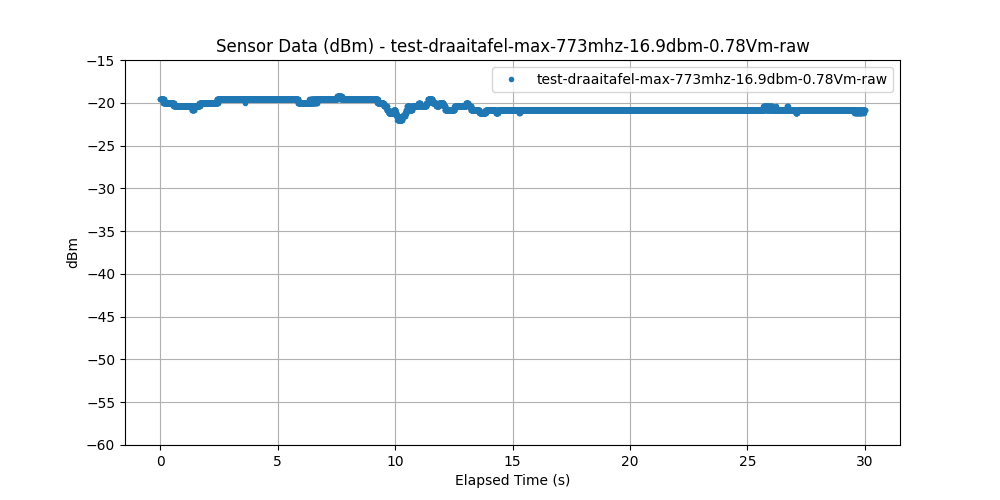 Sensor Data (dBm) - test-draaitafel-max-773mhz-16.9dbm-0.78Vm-raw
test-draaitafel-max-773mhz-16.9dbm-0.78Vm-raw
−15
−20
−25
−30
−35
−40
−45
−50
−55
−60
dBm
0 5 10 15 20 25 30
Elapsed Time (s)